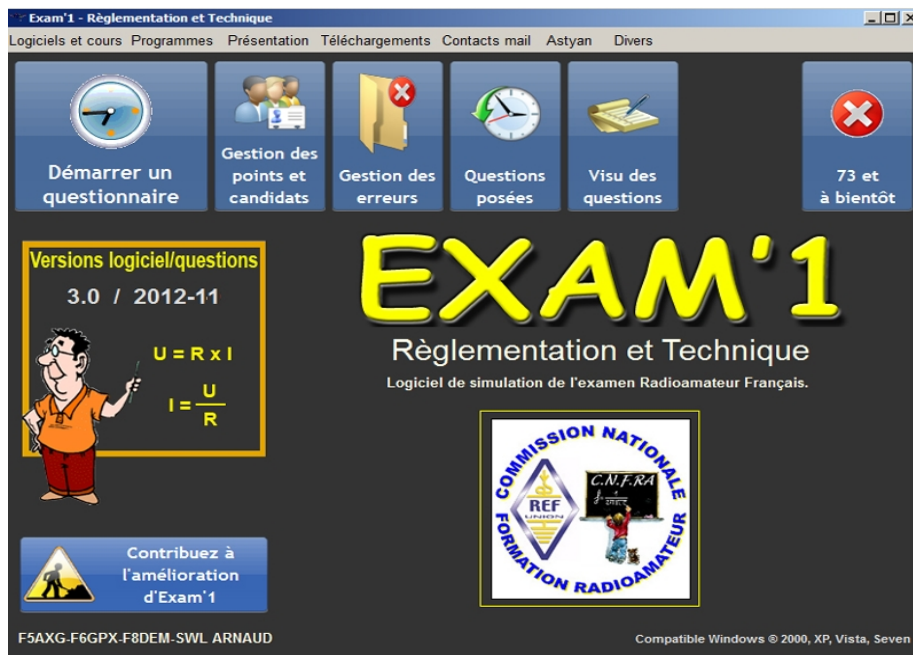 Exam'1 - Règlementation et Technique
Logiciels et cours Programmes Présentation Téléchargements Contacts mail Astyan Divers
Démarrer un
questionnaire
Gestion des
points et
candidats
Gestion des
erreurs
Questions
posées
Visu des
questions
73 et
à bientôt
Versions logiciel/questions
3.0 / 2012-11
U = R x I
I = U
R
EXAM'1
Règlementation et Technique
Logiciel de simulation de l'examen Radioamateur Français.
COMMISSION NATIONALE
FORMATION RADIOAMATEUR
REF
UNION
C.N.F.RA
Contribuez à
l'amélioration
d'Exam'1
F5AXG-F6GPX-F8DEM-SWL ARNAUD
Compatible Windows ® 2000, XP, Vista, Seven